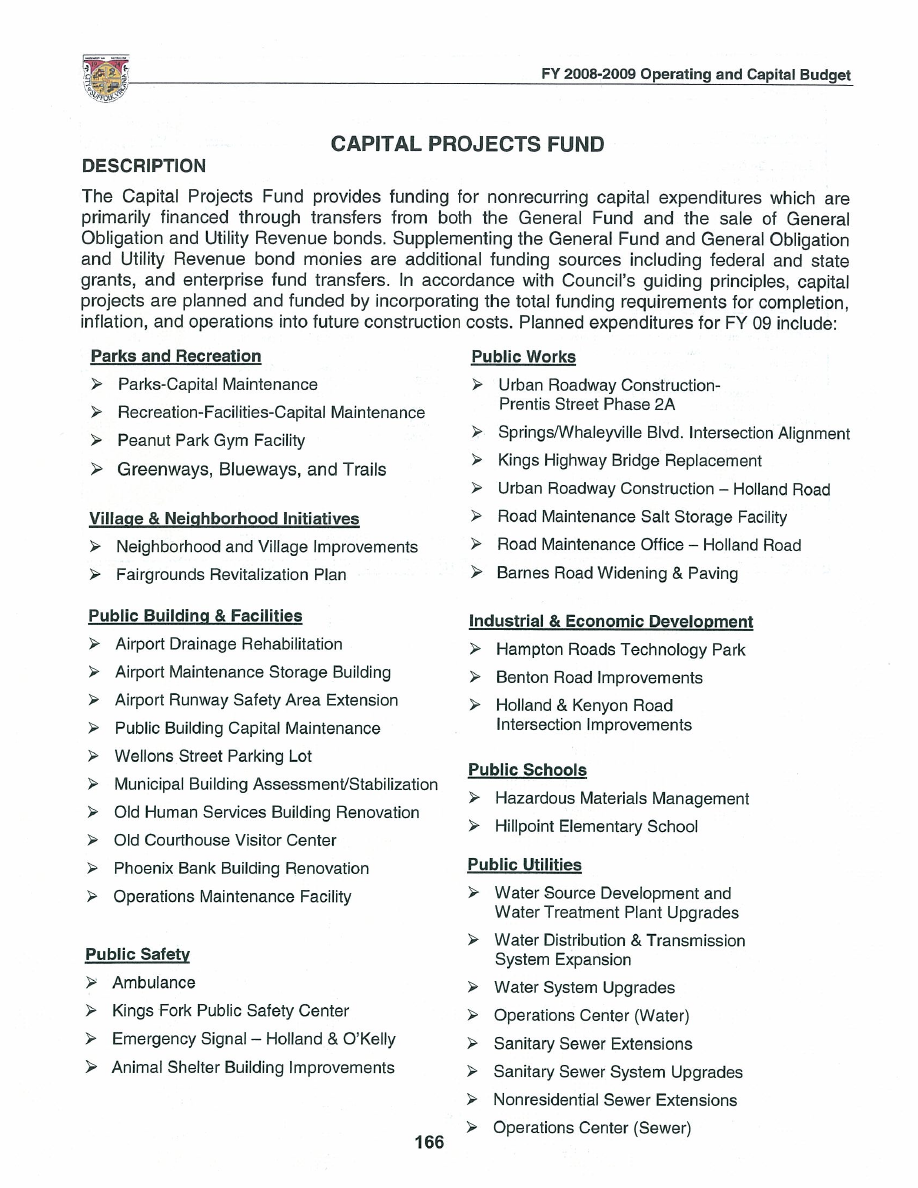 FY 2008-2009 Operating and Capital Budget
CAPITAL PROJECTS FUND
DESCRIPTION
The Capital Projects Fund provides funding for nonrecurring capital expenditures which are
primarily financed through transfers from both the General Fund and the sale of General
Obligation and Utility Revenue bonds. Supplementing the General Fund and General Obligation
and Utility Revenue bond monies are additional funding sources including federal and state
grants, and enterprise fund transfers. In accordance with Council's guiding principles, capital
projects are planned and funded by incorporating the total funding requirements for completion,
inflation, and operations into future construction costs. Planned expenditures for FY 09 include:
Parks and Recreation
➢ Parks-Capital Maintenance
➢ Recreation-Facilities-Capital Maintenance
➢ Peanut Park Gym Facility
➢ Greenways, Blueways, and Trails
Village & Neighborhood Initiatives
➢ Neighborhood and Village Improvements
➢ Fairgrounds Revitalization Plan
Public Building & Facilities
➢ Airport Drainage Rehabilitation
➢ Airport Maintenance Storage Building
➢ Airport Runway Safety Area Extension
➢ Public Building Capital Maintenance
➢ Wellons Street Parking Lot
➢ Municipal Building Assessment/Stabilization
➢ Old Human Services Building Renovation
➢ Old Courthouse Visitor Center
➢ Phoenix Bank Building Renovation
➢ Operations Maintenance Facility
Public Safety
➢ Ambulance
➢ Kings Fork Public Safety Center
➢ Emergency Signal – Holland & O'Kelly
➢ Animal Shelter Building Improvements
Public Works
➢ Urban Roadway Construction-
Prentis Street Phase 2A
➢ Springs/Whaleyville Blvd. Intersection Alignment
➢ Kings Highway Bridge Replacement
➢ Urban Roadway Construction – Holland Road
➢ Road Maintenance Salt Storage Facility
➢ Road Maintenance Office – Holland Road
➢ Barnes Road Widening & Paving
Industrial & Economic Development
➢ Hampton Roads Technology Park
➢ Benton Road Improvements
➢ Holland & Kenyon Road
Intersection Improvements
Public Schools
➢ Hazardous Materials Management
➢ Hillpoint Elementary School
Public Utilities
➢ Water Source Development and
Water Treatment Plant Upgrades
➢ Water Distribution & Transmission
System Expansion
➢ Water System Upgrades
➢ Operations Center (Water)
➢ Sanitary Sewer Extensions
➢ Sanitary Sewer System Upgrades
➢ Nonresidential Sewer Extensions
➢ Operations Center (Sewer)
166